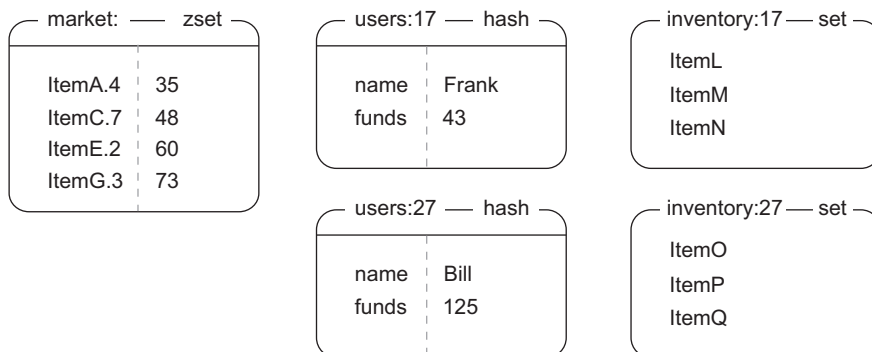 market: zset
ItemA.4 35
ItemC.7 48
ItemE.2 60
ItemG.3 73
users:17 hash
name Frank
funds 43
inventory:17 set
ItemL
ItemM
ItemN
users:27 hash
name Bill
funds 125
inventory:27 set
ItemO
ItemP
ItemQ